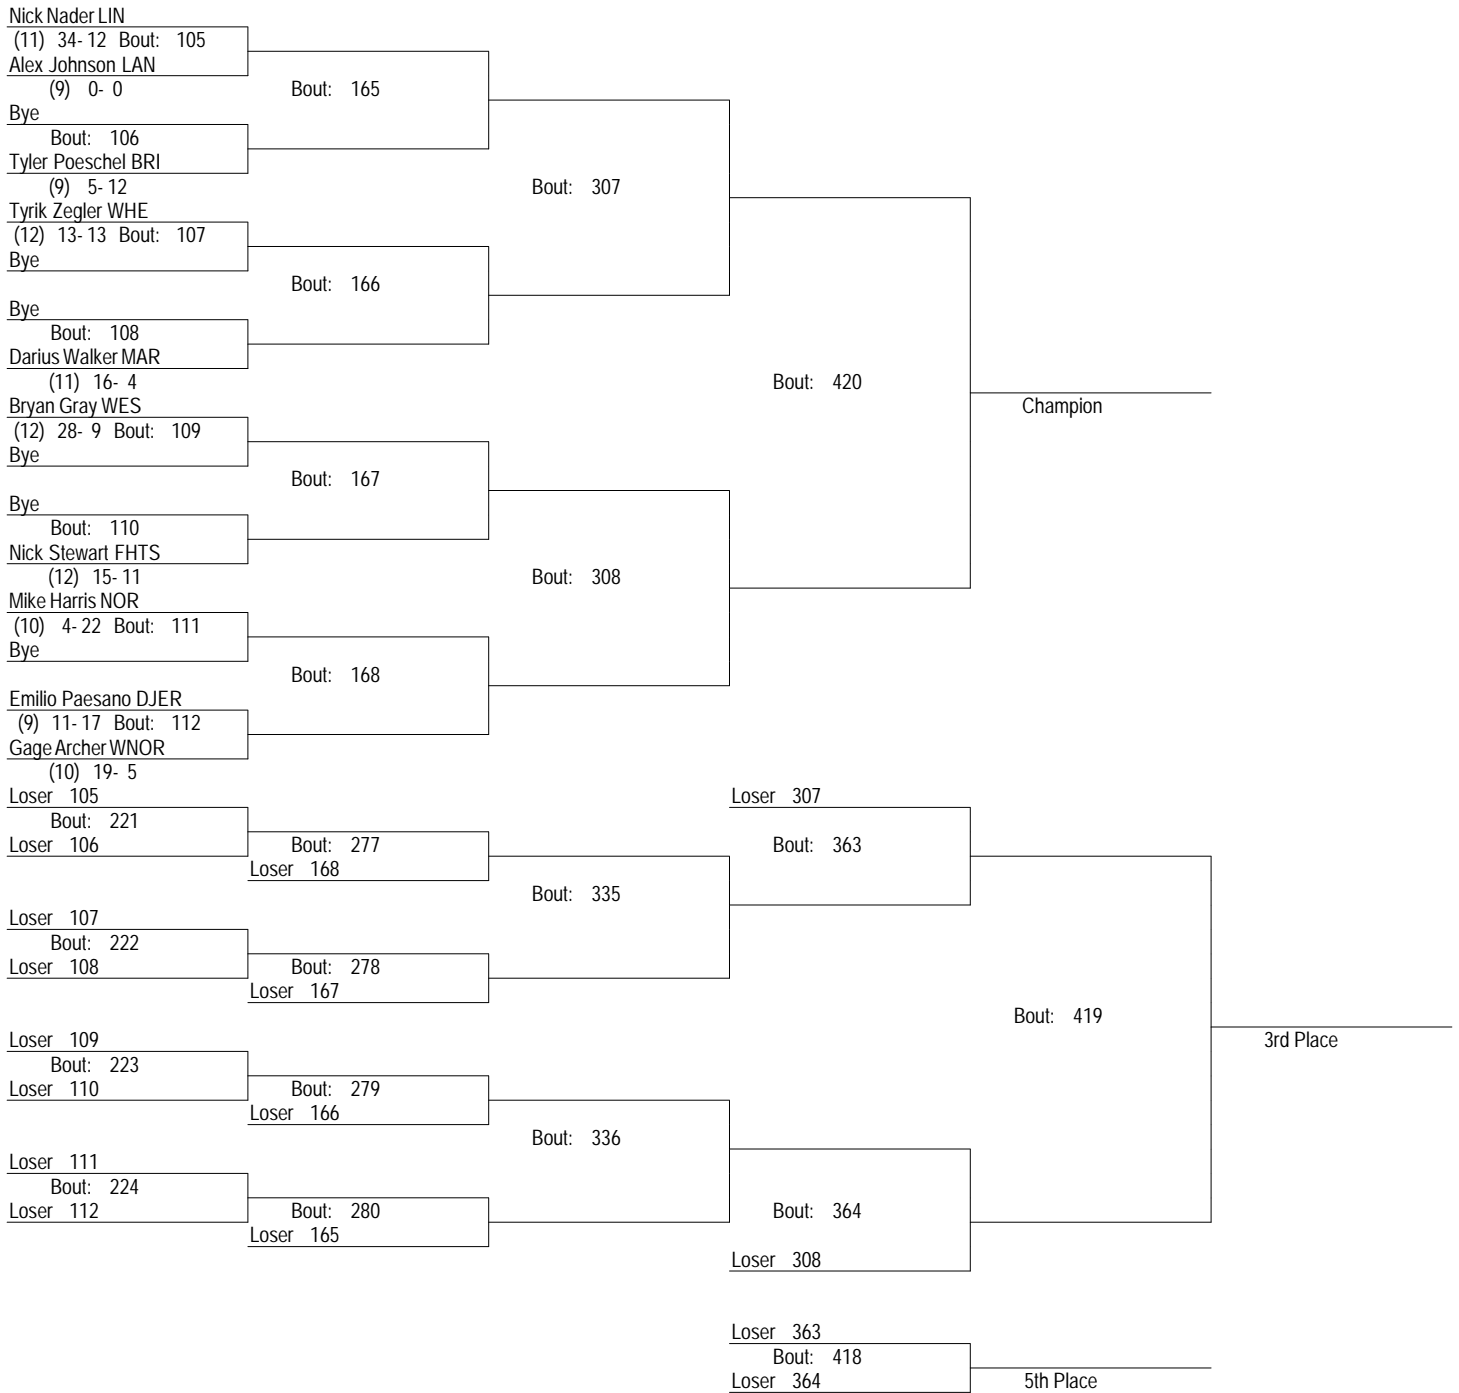 Nick Nader LIN
(11) 34- 12 Bout: 105
Alex Johnson LAN
(9) 0- 0
Bout: 165
Bye
Bout: 106
Tyler Poeschel BRI
(9) 5- 12
Bout: 307
Tyrik Zegler WHE
(12) 13- 13 Bout: 107
Bye
Bout: 166
Bye
Bout: 108
Darius Walker MAR
(11) 16- 4
Bout: 420
Champion
Bryan Gray WES
(12) 28- 9 Bout: 109
Bye
Bout: 167
Bye
Bout: 110
Nick Stewart FHTS
(12) 15- 11
Bout: 308
Mike Harris NOR
(10) 4- 22 Bout: 111
Bye
Bout: 168
Emilio Paesano DJER
(9) 11- 17 Bout: 112
Gage Archer WNOR
(10) 19- 5
Loser 105
Loser 307
Bout: 221
Loser 106
Bout: 277
Bout: 363
Loser 168
Bout: 335
Loser 107
Bout: 222
Loser 108
Bout: 278
Loser 167
Bout: 419
3rd Place
Loser 109
Bout: 223
Loser 110
Bout: 279
Loser 166
Bout: 336
Loser 111
Bout: 224
Loser 112
Bout: 280
Bout: 364
Loser 165
Loser 308
Loser 363
Bout: 418
Loser 364
5th Place